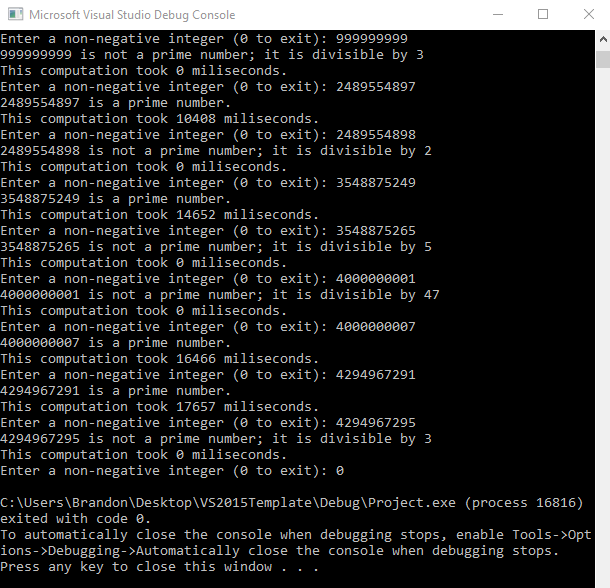 Microsoft Visual Studio Debug Console
Enter a non-negative integer (0 to exit): 999999999
999999999 is not a prime number; it is divisible by 3
This computation took 0 miliseconds.
Enter a non-negative integer (0 to exit): 2489554897
2489554897 is a prime number.
This computation took 10408 miliseconds.
Enter a non-negative integer (0 to exit): 2489554898
2489554898 is not a prime number; it is divisible by 2
This computation took 0 miliseconds.
Enter a non-negative integer (0 to exit): 3548875249
3548875249 is a prime number.
This computation took 14652 miliseconds.
Enter a non-negative integer (0 to exit): 3548875265
3548875265 is not a prime number; it is divisible by 5
This computation took 0 miliseconds.
Enter a non-negative integer (0 to exit): 4000000001
4000000001 is not a prime number; it is divisible by 47
This computation took 0 miliseconds.
Enter a non-negative integer (0 to exit): 4000000007
4000000007 is a prime number.
This computation took 16466 miliseconds.
Enter a non-negative integer (0 to exit): 4294967291
4294967291 is a prime number.
This computation took 17657 miliseconds.
Enter a non-negative integer (0 to exit): 4294967295
4294967295 is not a prime number; it is divisible by 3
This computation took 0 miliseconds.
Enter a non-negative integer (0 to exit): 0
C:\Users\Brandon\Desktop\VS2015Template\Debug\Project.exe (process 16816)
exited with code 0.
To automatically close the console when debugging stops, enable Tools->Opt
ions->Debugging->Automatically close the console when debugging stops.
Press any key to close this window . . .